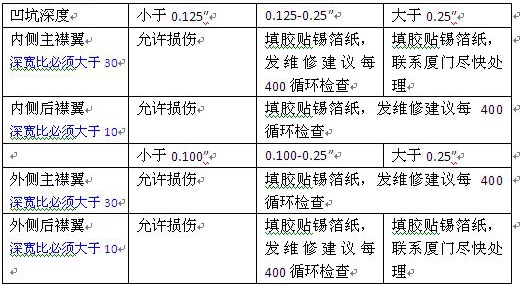 凹坑深度 小于 0.125” 0.125-0.25” 大于 0.25”
内侧主襟翼 允许损伤 填胶贴锡箔纸， 填胶贴锡箔纸，
深宽比必须大于 30 发维修建议每 联系厦门尽快处
400 循环检查 理
内侧后襟翼 允许损伤 填胶贴锡箔纸，发维修建议每 400
深宽比必须大于 10 循环检查
小于 0.100” 0.100-0.25” 大于 0.25”
外侧主襟翼 允许损伤 填胶贴锡箔纸，发维修建议每 400
深宽比必须大于 30 循环检查
外侧后襟翼 允许损伤 填胶贴锡箔纸， 填胶贴锡箔纸，
深宽比必须大于 10 发维修建议每 联系厦门尽快处
400 循环检查 理